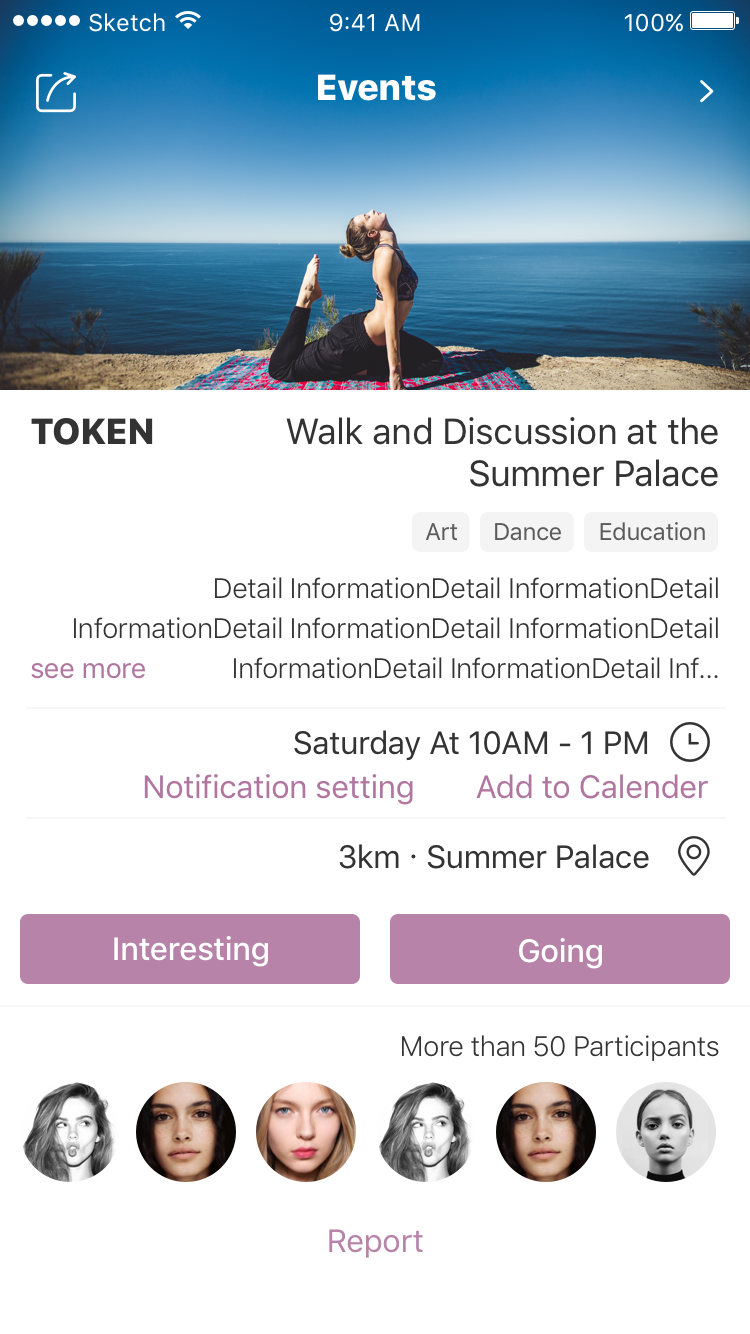 Sketch 9:41 AM 100%
Events
TOKEN Walk and Discussion at the
Summer Palace
Art Dance Education
Detail InformationDetail InformationDetail
InformationDetail InformationDetail InformationDetail
see more InformationDetail InformationDetail Inf...
Saturday At 10AM - 1 PM
Notification setting Add to Calender
3km · Summer Palace
Interesting Going
More than 50 Participants
Report